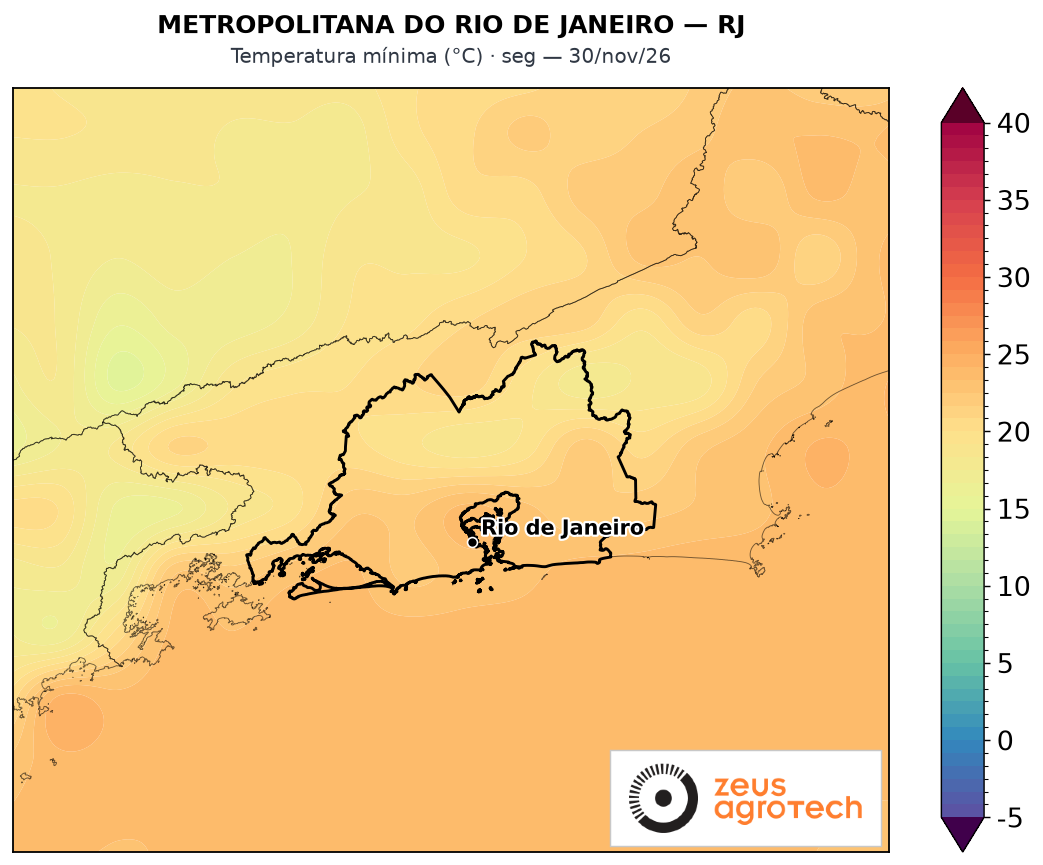 METROPOLITANA DO RIO DE JANEIRO — RJ
Temperatura mínima (°C) · seg — 30/nov/26
40
35
30
25
20
15
10
5
0
-5
Rio de Janeiro
zeus
agrotech